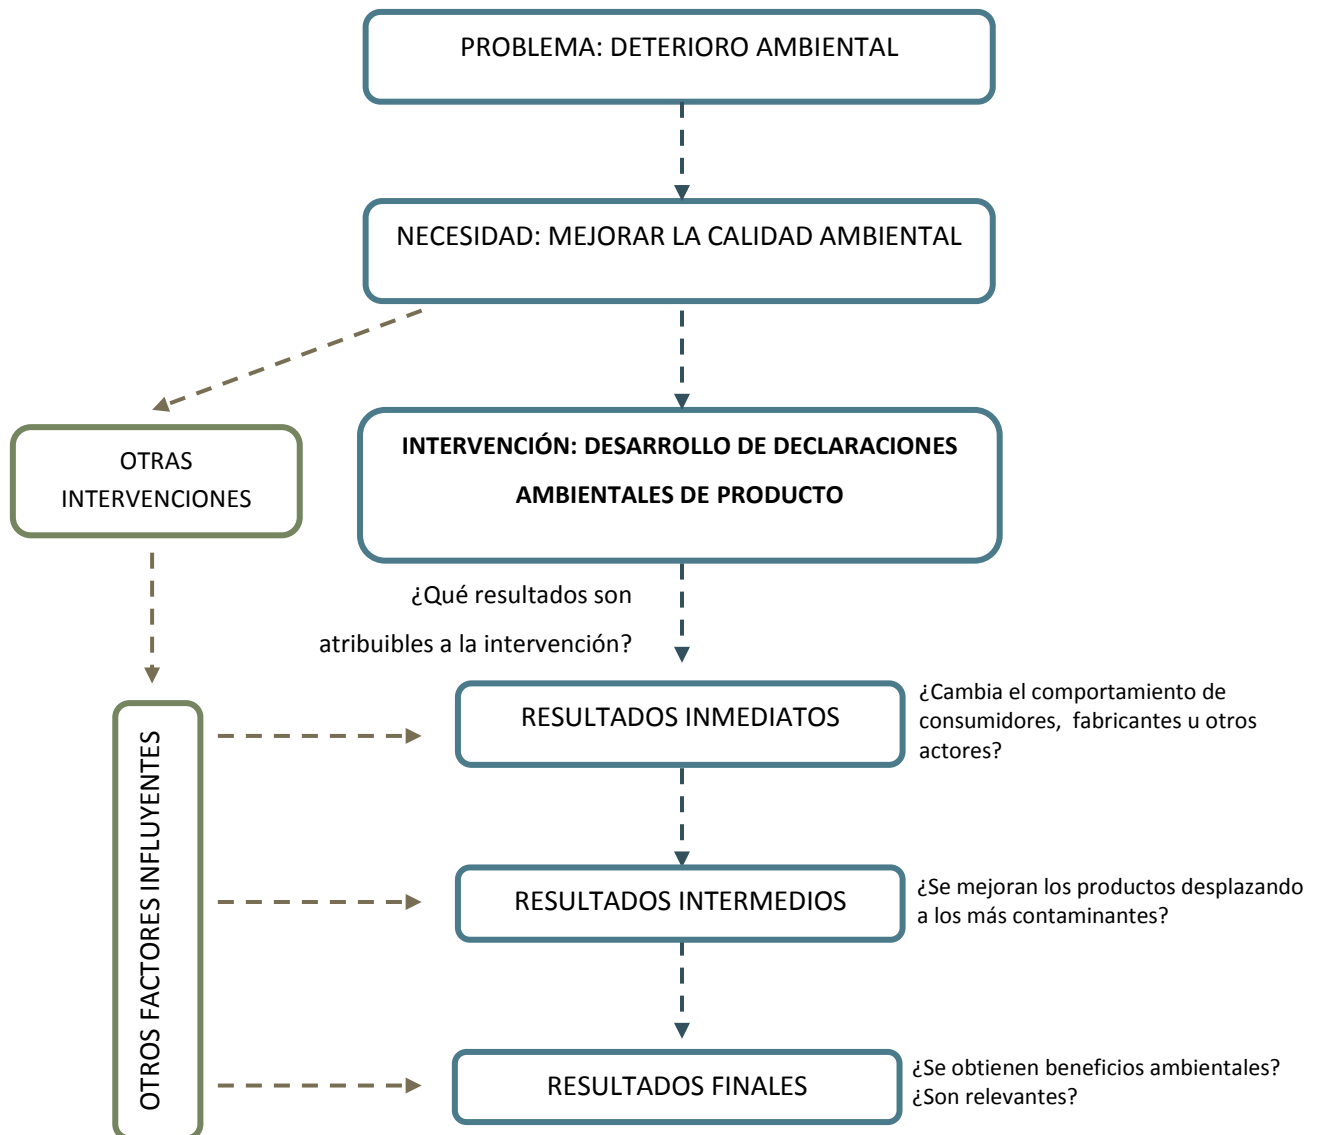 PROBLEMA: DETERIORO AMBIENTAL
NECESIDAD: MEJORAR LA CALIDAD AMBIENTAL
OTRAS
INTERVENCIONES
INTERVENCIÓN: DESARROLLO DE DECLARACIONES
AMBIENTALES DE PRODUCTO
¿Qué resultados son
atribuibles a la intervención?
OTROS FACTORES INFLUYENTES
RESULTADOS INMEDIATOS
¿Cambia el comportamiento de
consumidores, fabricantes u otros
actores?
RESULTADOS INTERMEDIOS
¿Se mejoran los productos desplazando
a los más contaminantes?
RESULTADOS FINALES
¿Se obtienen beneficios ambientales?
¿Son relevantes?